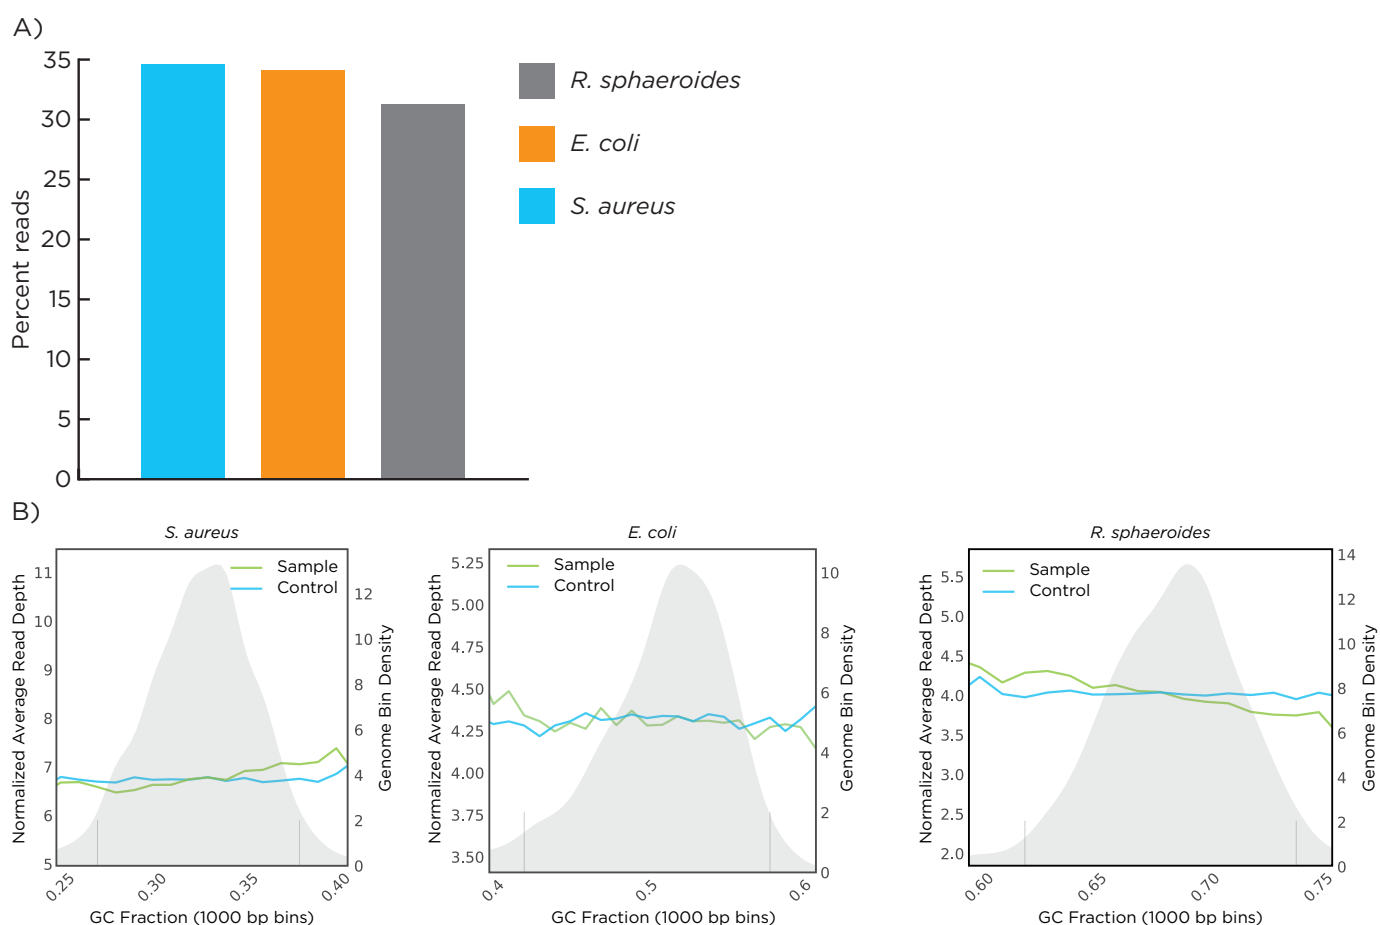 A)
35
30
25
20
15
10
5
0
Percent reads
R. sphaeroides
E. coli
S. aureus
B)
S. aureus
Sample
Control
11
10
9
8
7
6
5
12
10
8
6
4
2
0
0.25
0.30
0.35
0.40
Normalized Average Read Depth
Genome Bin Density
GC Fraction (1000 bp bins)
E. coli
Sample
Control
5.25
5.00
4.75
4.50
4.25
4.00
3.75
3.50
10
8
6
4
2
0
0.4
0.5
0.6
Normalized Average Read Depth
Genome Bin Density
GC Fraction (1000 bp bins)
R. sphaeroides
Sample
Control
5.5
5.0
4.5
4.0
3.5
3.0
2.5
2.0
14
12
10
8
6
4
2
0
0.60
0.65
0.70
0.75
Normalized Average Read Depth
Genome Bin Density
GC Fraction (1000 bp bins)